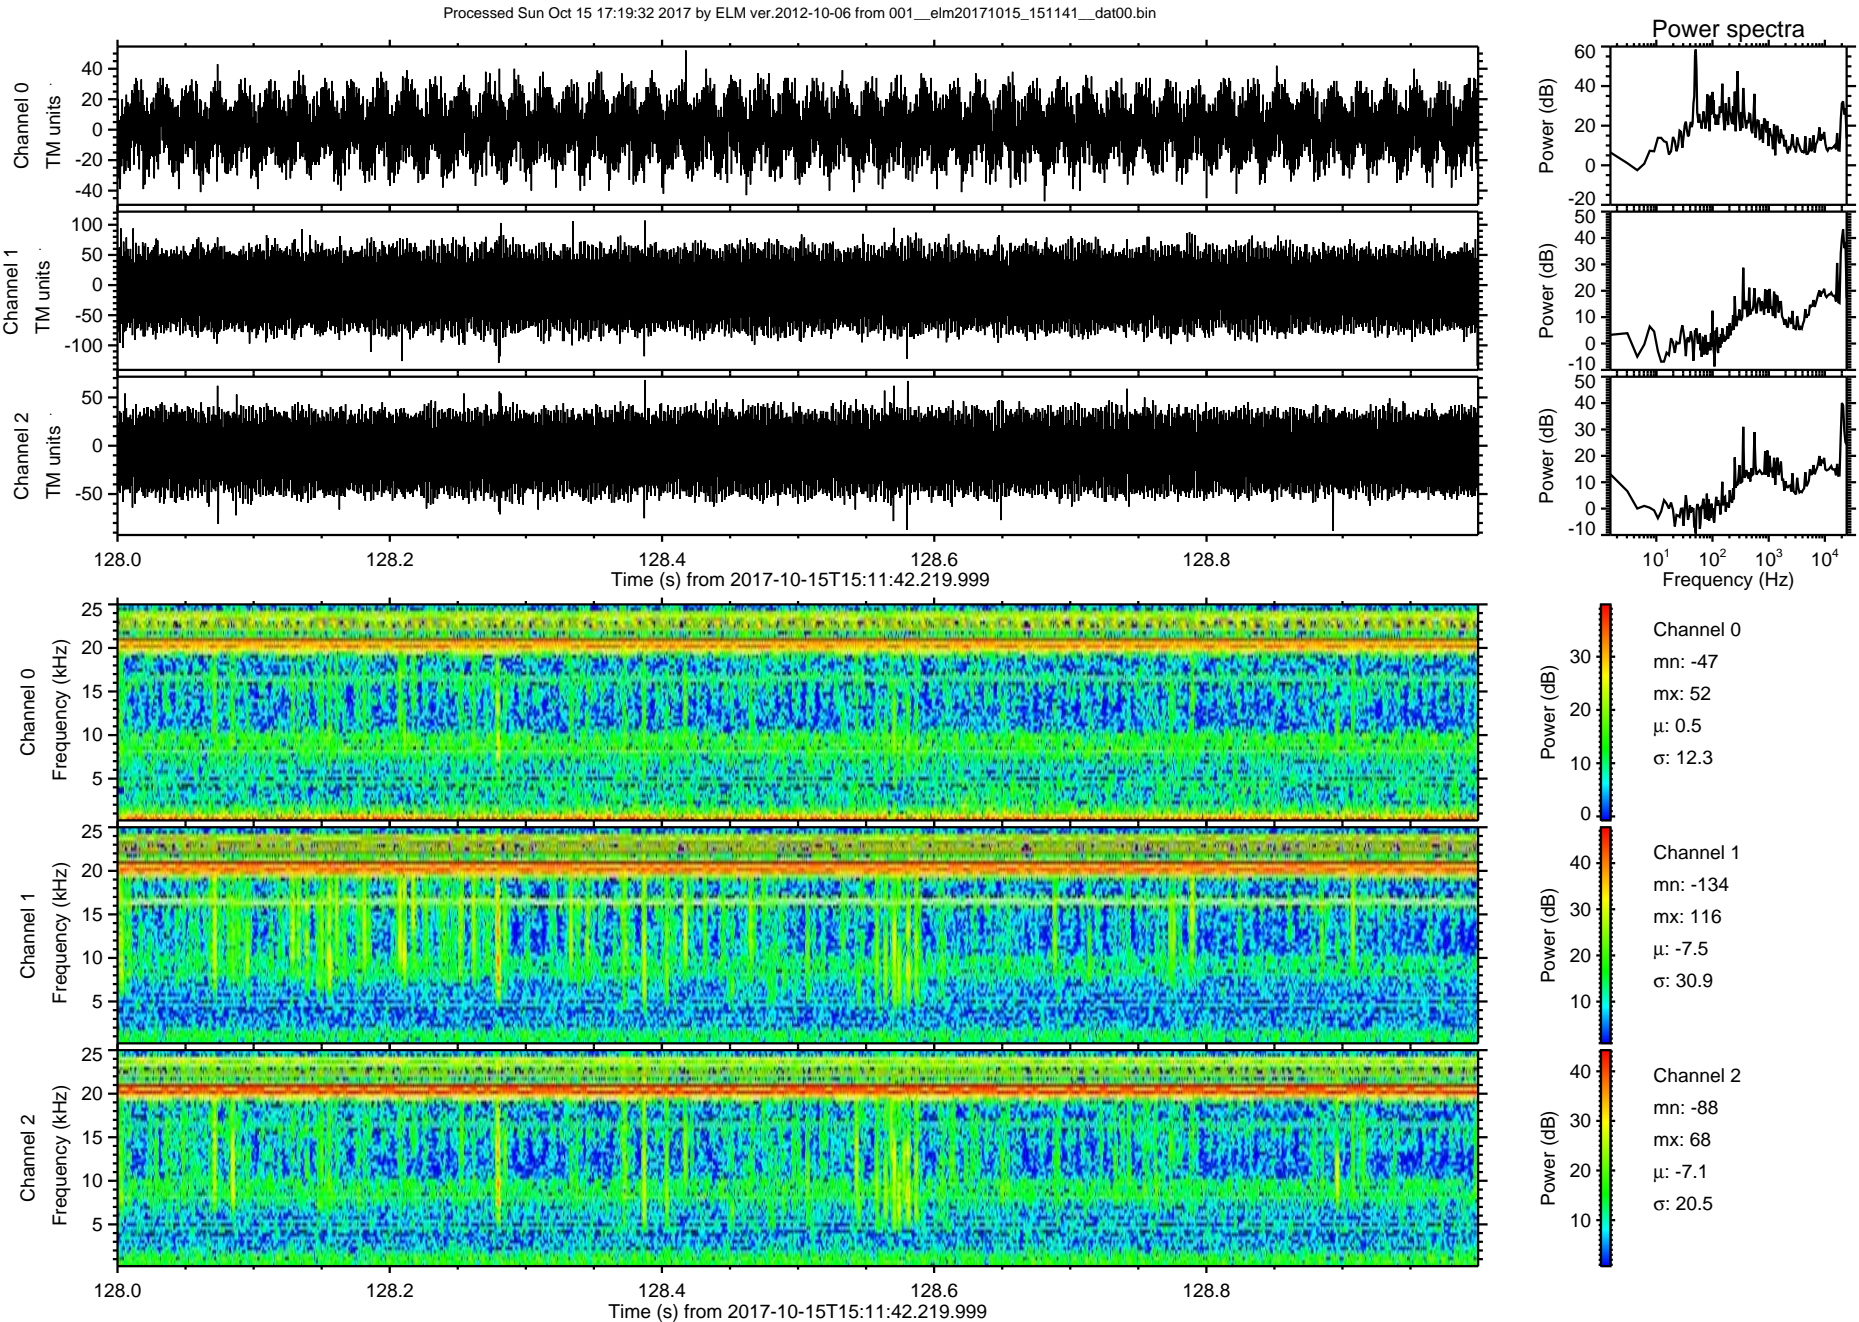 Processed Sun Oct 15 17:19:32 2017 by ELM ver.2012-10-06 from 001__elm20171015_151141__dat00.bin
Power spectra
Channel 0
TM units
40
20
0
-20
-40
Power (dB)
60
40
20
0
-20
Channel 1
TM units
100
50
0
-50
-100
Power (dB)
50
40
30
20
10
0
-10
Channel 2
TM units
50
0
-50
Power (dB)
50
40
30
20
10
0
-10
128.0 128.2 128.4 128.6 128.8
Time (s) from 2017-10-15T15:11:42.219.999
10^1 10^2 10^3 10^4
Frequency (Hz)
Channel 0
Frequency (kHz)
25
20
15
10
5
Power (dB)
30
20
10
0
Channel 0
mn: -47
mx: 52
μ: 0.5
σ: 12.3
Channel 1
Frequency (kHz)
25
20
15
10
5
Power (dB)
40
30
20
10
Channel 1
mn: -134
mx: 116
μ: -7.5
σ: 30.9
Channel 2
Frequency (kHz)
25
20
15
10
5
Power (dB)
40
30
20
10
Channel 2
mn: -88
mx: 68
μ: -7.1
σ: 20.5
128.0 128.2 128.4 128.6 128.8
Time (s) from 2017-10-15T15:11:42.219.999